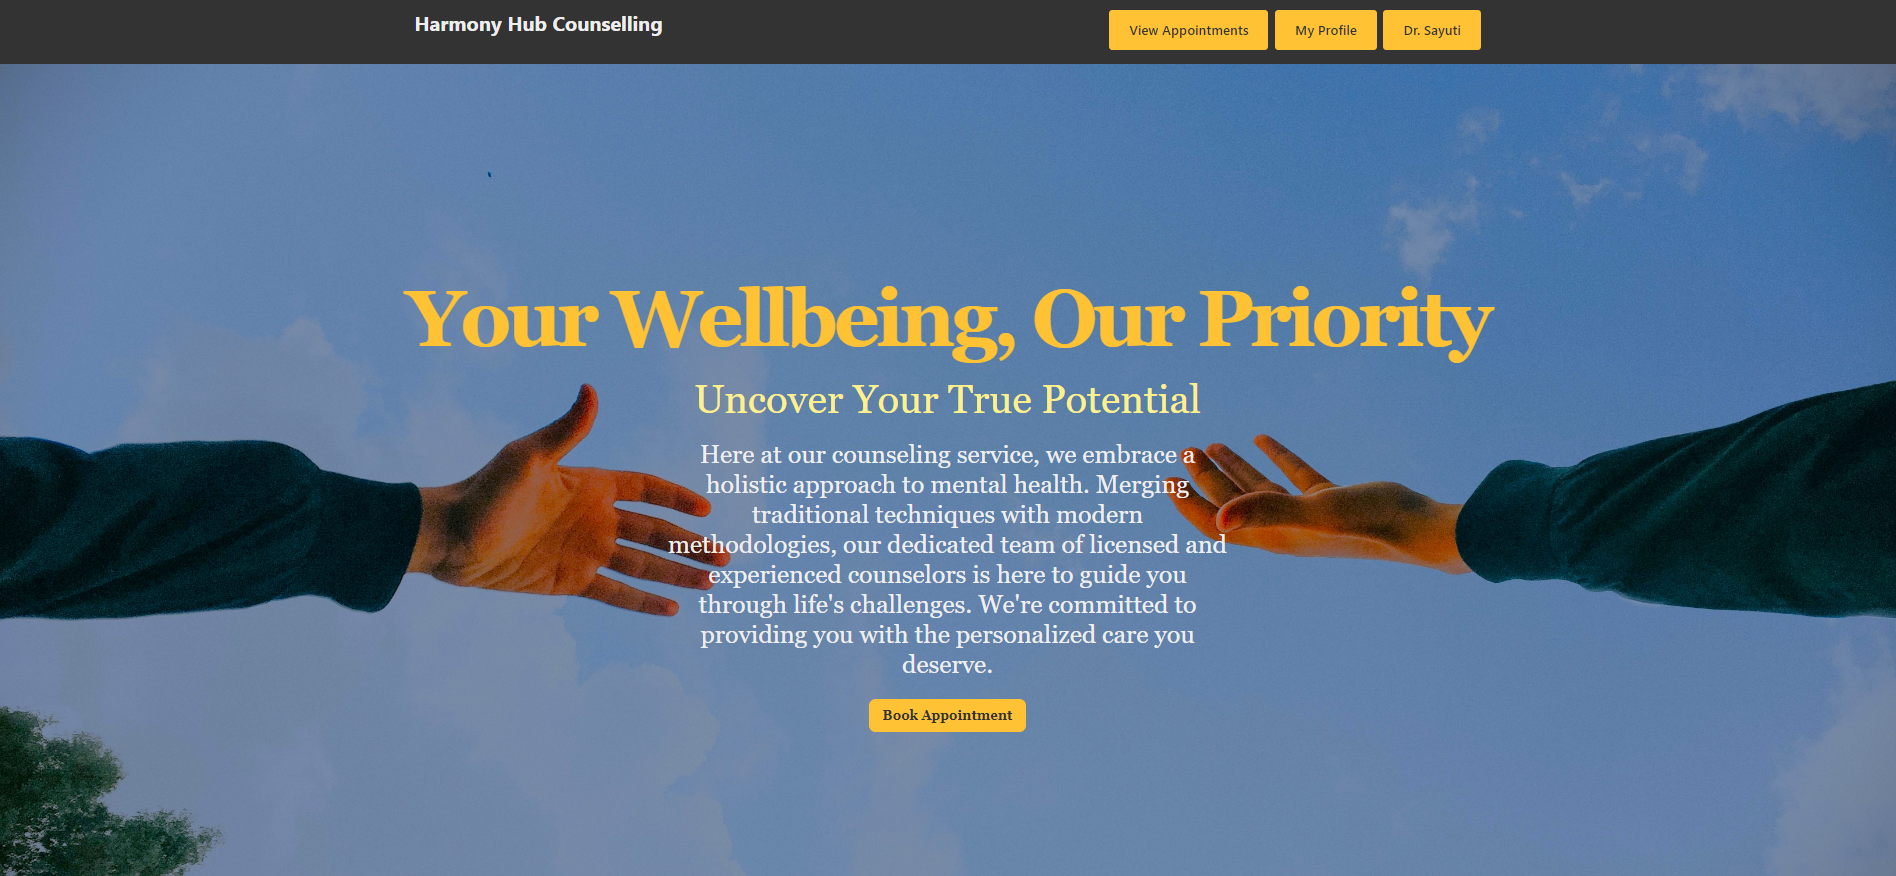 Harmony Hub Counselling
View Appointments
My Profile
Dr. Sayuti
Your Wellbeing, Our Priority
Uncover Your True Potential
Here at our counseling service, we embrace a
holistic approach to mental health. Merging
traditional techniques with modern
methodologies, our dedicated team of licensed and
experienced counselors is here to guide you
through life's challenges. We're committed to
providing you with the personalized care you
deserve.
Book Appointment